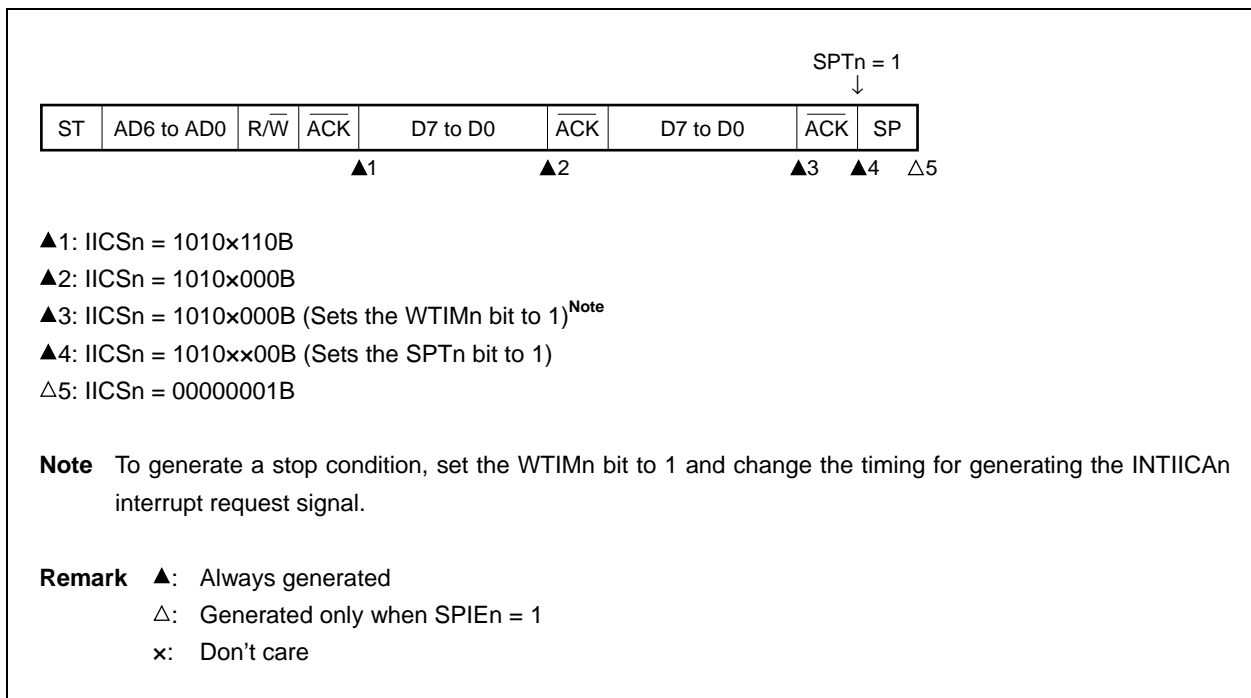 SPTn = 1
↓
ST AD6 to AD0 R/W̅ A̅C̅K̅ D7 to D0 A̅C̅K̅ D7 to D0 A̅C̅K̅ SP
▲1 ▲2 ▲3 ▲4 △5
▲1: IICSn = 1010×110B
▲2: IICSn = 1010×000B
▲3: IICSn = 1010×000B (Sets the WTIMn bit to 1)Note
▲4: IICSn = 1010××00B (Sets the SPTn bit to 1)
△5: IICSn = 00000001B
Note To generate a stop condition, set the WTIMn bit to 1 and change the timing for generating the INTIICAn
interrupt request signal.
Remark ▲: Always generated
△: Generated only when SPIEn = 1
×: Don't care